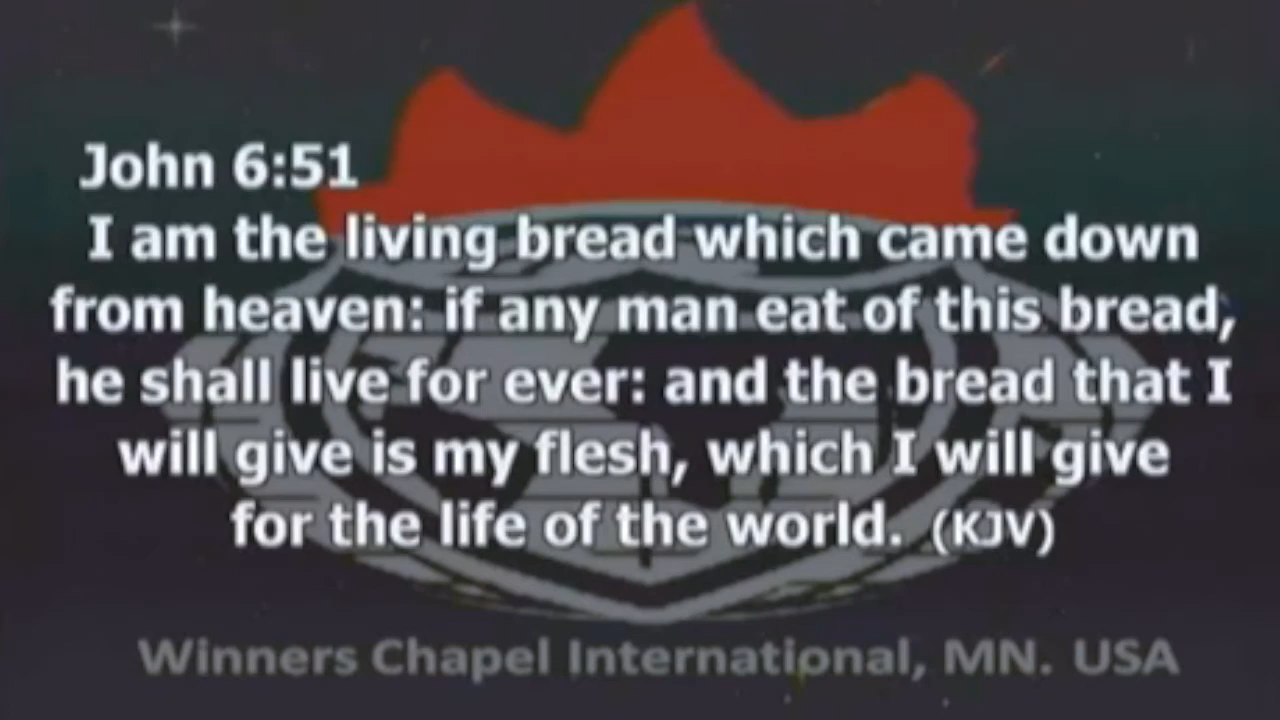 John 6:51
I am the living bread which came down
from heaven: if any man eat of this bread,
he shall live for ever: and the bread that I
will give is my flesh, which I will give
for the life of the world. (KJV)
Winners Chapel International, MN. USA